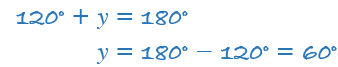 120° + y = 180°
y = 180° − 120° = 60°